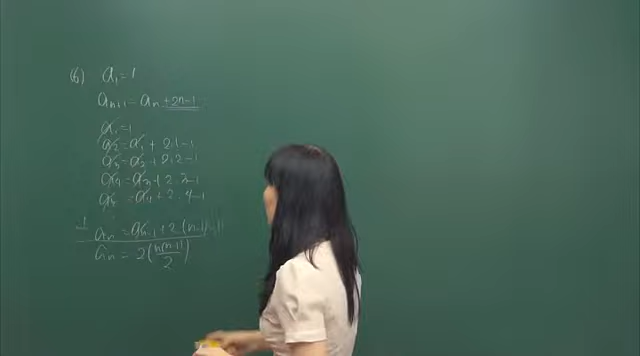 (6) a₁=1
aₙ₊₁=aₙ+2n-1
a₁=1
a₂=a₁+2·1-1
a₃=a₂+2·2-1
a₄=a₃+2·3-1
a₅=a₄+2·4-1
aₙ=aₙ₋₁+2(n-1)-1
aₙ=2(n(n-1)/2)